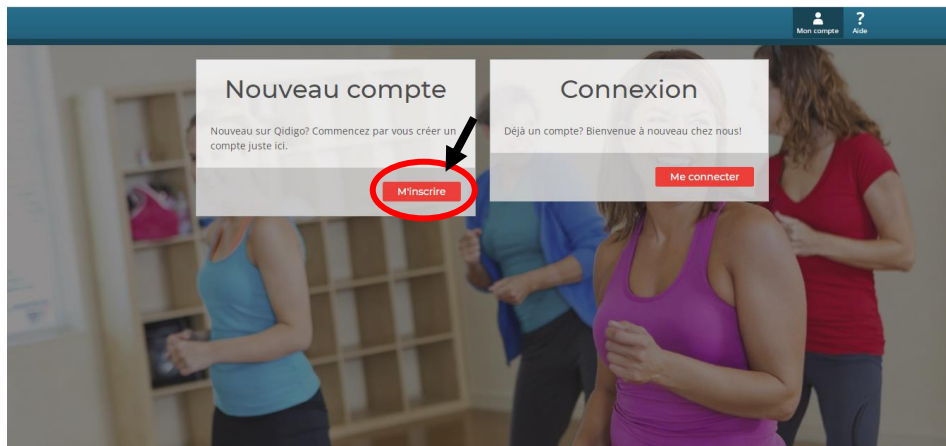 Mon compte
? Aide
Nouveau compte
Nouveau sur Qidigo? Commencez par vous créer un
compte juste ici.
M'inscrire
Connexion
Déjà un compte? Bienvenue à nouveau chez nous!
Me connecter